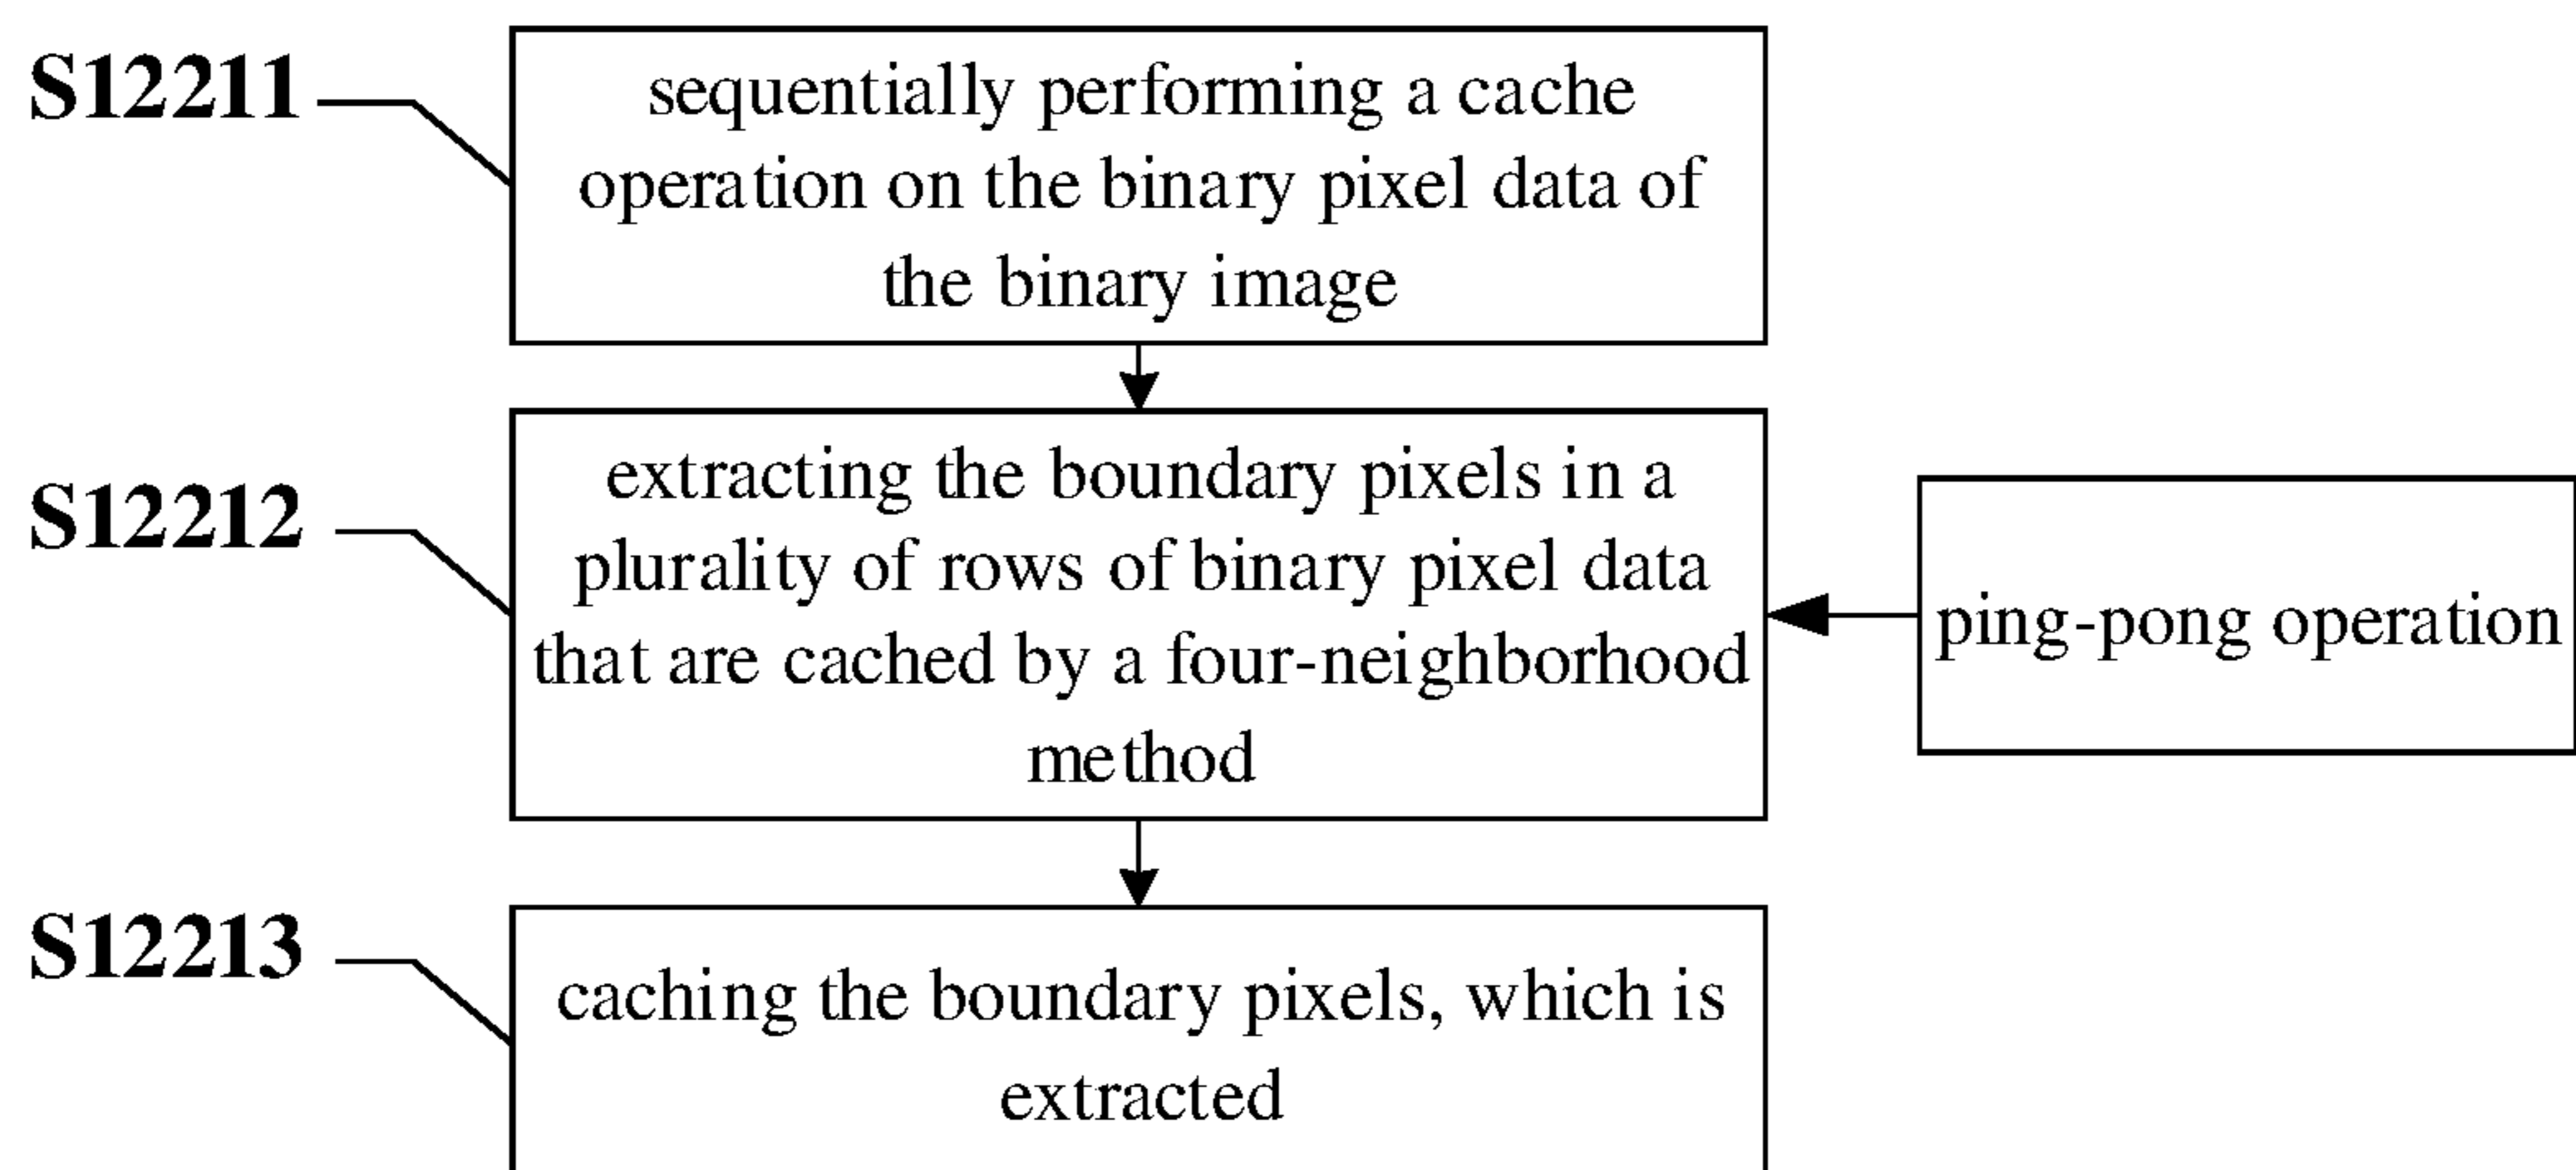 S12211
sequentially performing a cache
operation on the binary pixel data of
the binary image
S12212
extracting the boundary pixels in a
plurality of rows of binary pixel data
that are cached by a four-neighborhood
method
ping-pong operation
S12213
caching the boundary pixels, which is
extracted